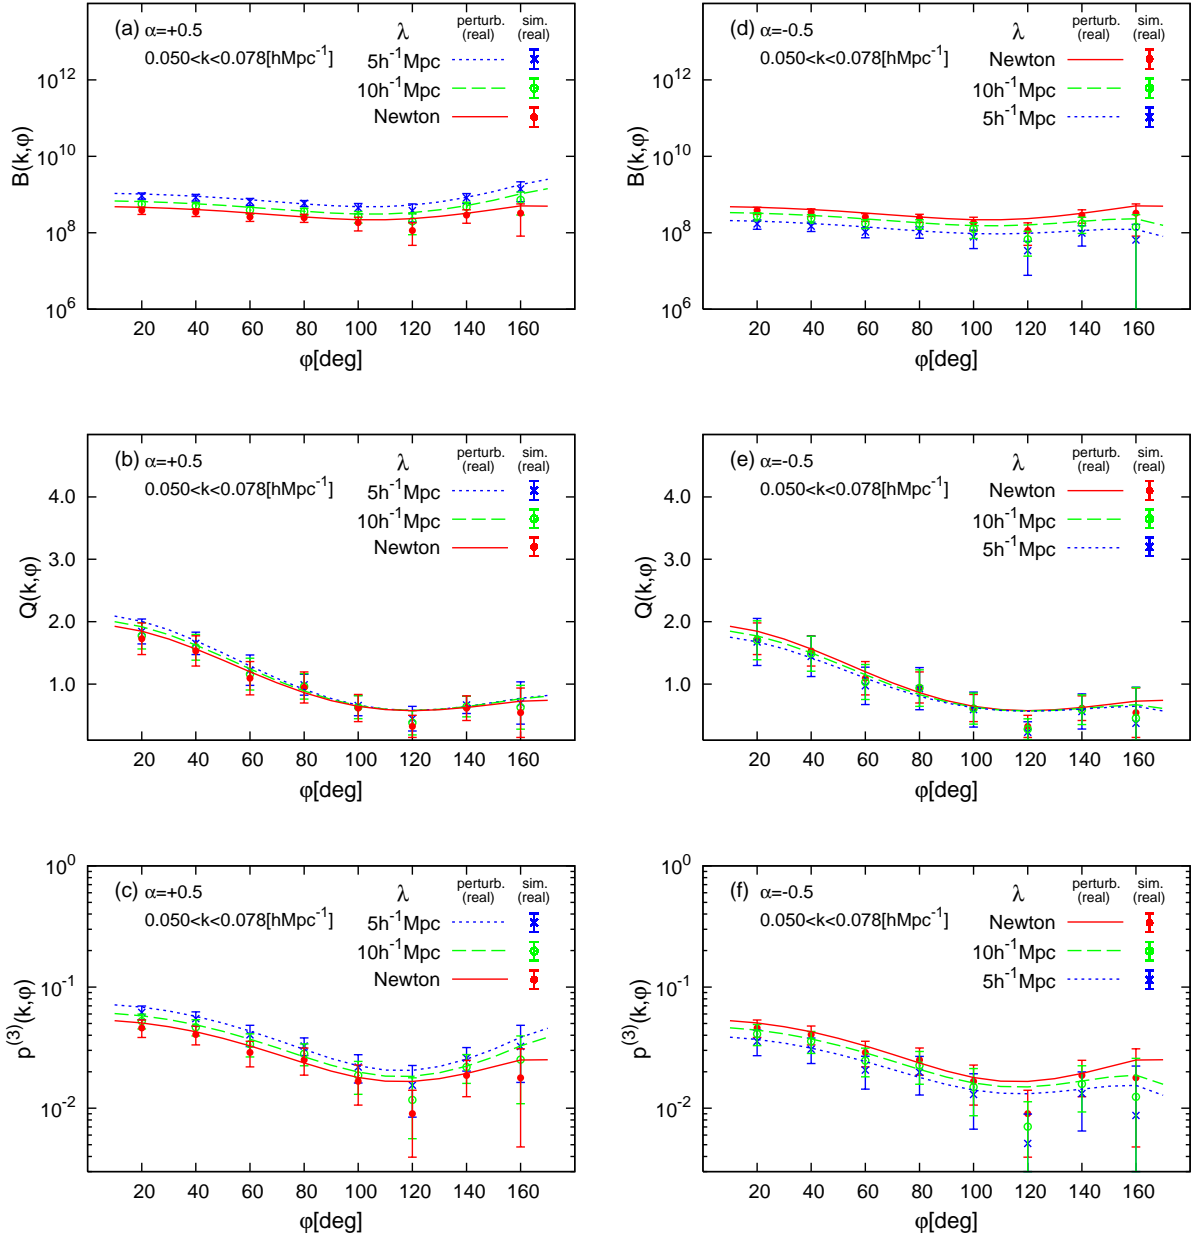 (a) α=+0.5
0.050<k<0.078[hMpc⁻¹]
λ perturb. (real) sim. (real)
5h⁻¹Mpc
10h⁻¹Mpc
Newton
B(k,φ)
10¹²
10¹⁰
10⁸
10⁶
20 40 60 80 100 120 140 160
φ[deg]
(d) α=-0.5
0.050<k<0.078[hMpc⁻¹]
λ perturb. (real) sim. (real)
Newton
10h⁻¹Mpc
5h⁻¹Mpc
B(k,φ)
10¹²
10¹⁰
10⁸
10⁶
20 40 60 80 100 120 140 160
φ[deg]
(b) α=+0.5
0.050<k<0.078[hMpc⁻¹]
λ perturb. (real) sim. (real)
5h⁻¹Mpc
10h⁻¹Mpc
Newton
Q(k,φ)
4.0
3.0
2.0
1.0
20 40 60 80 100 120 140 160
φ[deg]
(e) α=-0.5
0.050<k<0.078[hMpc⁻¹]
λ perturb. (real) sim. (real)
Newton
10h⁻¹Mpc
5h⁻¹Mpc
Q(k,φ)
4.0
3.0
2.0
1.0
20 40 60 80 100 120 140 160
φ[deg]
(c) α=+0.5
0.050<k<0.078[hMpc⁻¹]
λ perturb. (real) sim. (real)
5h⁻¹Mpc
10h⁻¹Mpc
Newton
p⁽³⁾(k,φ)
10⁰
10⁻¹
10⁻²
20 40 60 80 100 120 140 160
φ[deg]
(f) α=-0.5
0.050<k<0.078[hMpc⁻¹]
λ perturb. (real) sim. (real)
Newton
10h⁻¹Mpc
5h⁻¹Mpc
p⁽³⁾(k,φ)
10⁰
10⁻¹
10⁻²
20 40 60 80 100 120 140 160
φ[deg]